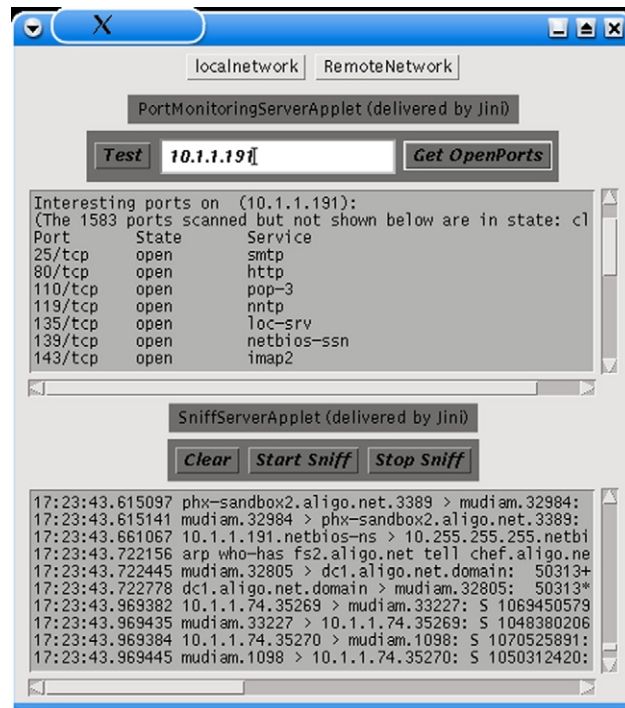 X
localnetwork RemoteNetwork
PortMonitoringServerApplet (delivered by Jini)
Test 10.1.1.191 Get OpenPorts
Interesting ports on (10.1.1.191):
(The 1583 ports scanned but not shown below are in state: cl
Port State Service
25/tcp open smtp
80/tcp open http
110/tcp open pop-3
119/tcp open nntp
135/tcp open loc-srv
139/tcp open netbios-ssn
143/tcp open imap2
SniffServerApplet (delivered by Jini)
Clear Start Sniff Stop Sniff
17:23:43.615097 phx-sandbox2.aligo.net.3389 > mudiam.32984:
17:23:43.615141 mudiam.32984 > phx-sandbox2.aligo.net.3389:
17:23:43.661067 10.1.1.191.netbios-ns > 10.255.255.255.netbi
17:23:43.722156 arp who-has fs2.aligo.net tell chef.aligo.ne
17:23:43.722445 mudiam.32805 > dc1.aligo.net.domain: 50313+
17:23:43.722778 dc1.aligo.net.domain > mudiam.32805: 50313*
17:23:43.969382 10.1.1.74.35269 > mudiam.33227: S 1069450579
17:23:43.969435 mudiam.33227 > 10.1.1.74.35269: S 1048380206
17:23:43.969384 10.1.1.74.35270 > mudiam.1098: S 1070525891:
17:23:43.969445 mudiam.1098 > 10.1.1.74.35270: S 1050312420: